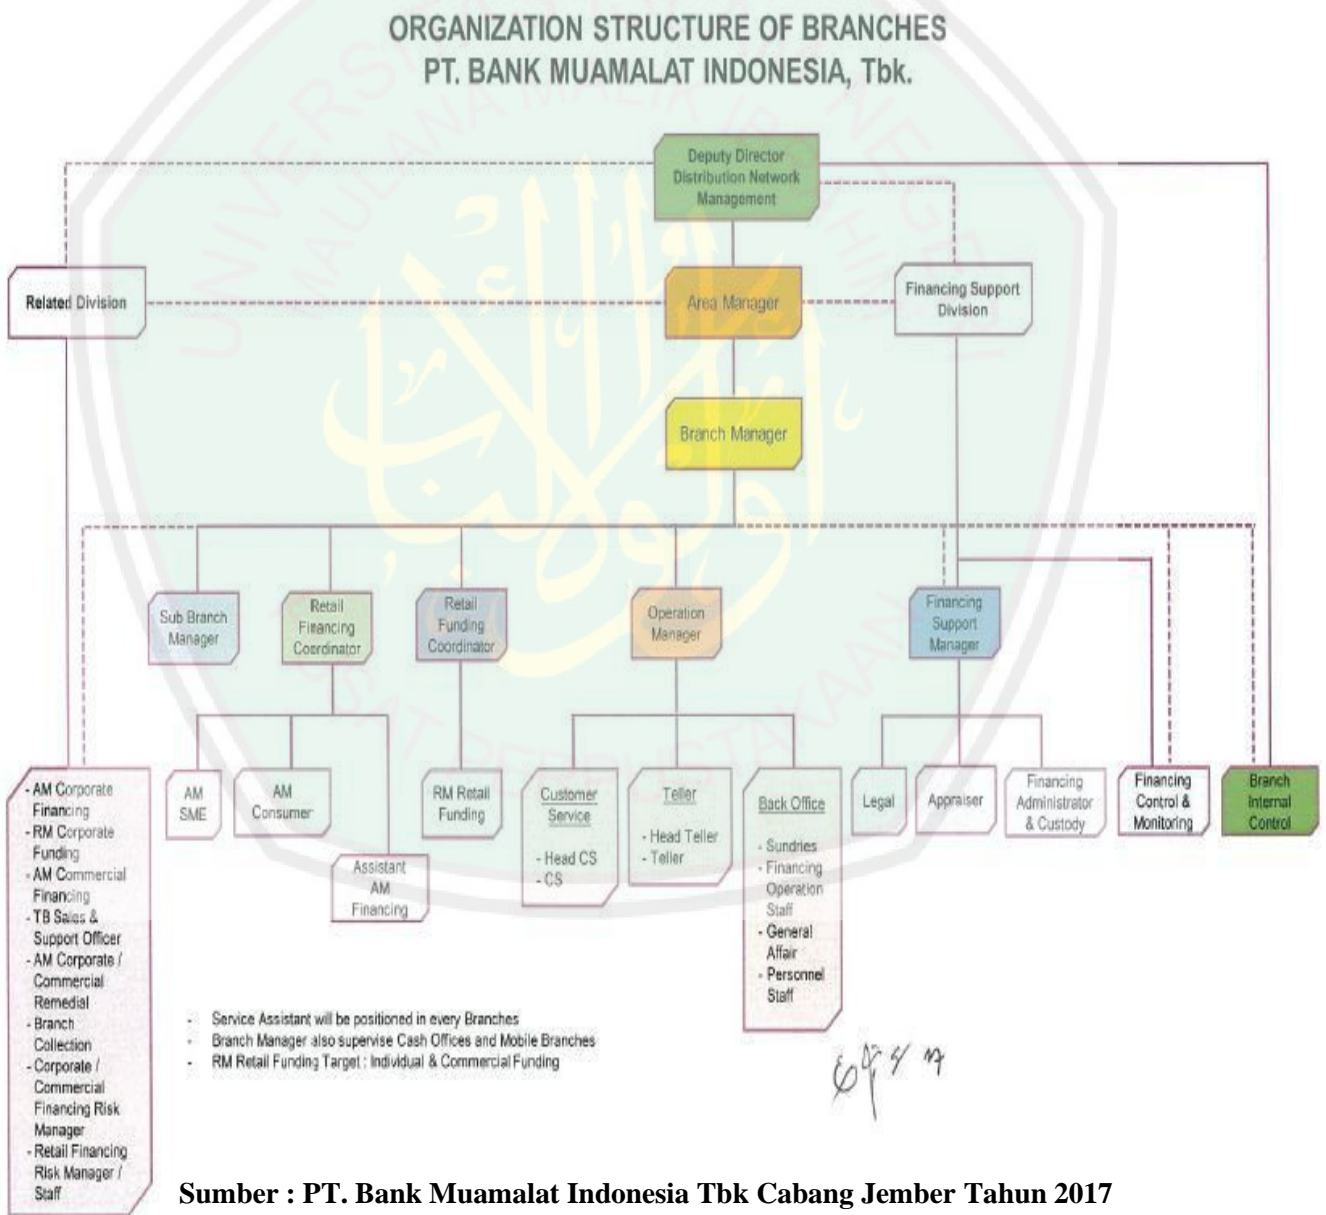 ORGANIZATION STRUCTURE OF BRANCHES
PT. BANK MUAMALAT INDONESIA, Tbk.
Deputy Director
Distribution Network
Management
Related Division
Area Manager
Financing Support
Division
Branch Manager
Sub Branch
Manager
Retail
Financing
Coordinator
Retail
Funding
Coordinator
Operation
Manager
Financing
Support
Manager
- AM Corporate
Financing
- RM Corporate
Funding
- AM Commercial
Financing
- TB Sales &
Support Officer
- AM Corporate /
Commercial
Remedial
- Branch
Collection
- Corporate /
Commercial
Financing Risk
Manager
- Retail Financing
Risk Manager /
Staff
AM
SME
AM
Consumer
Assistant
AM
Financing
RM Retail
Funding
Customer
Service
- Head CS
- CS
Teller
- Head Teller
- Teller
Back Office
- Sundries
- Financing
Operation
Staff
- General
Affair
- Personnel
Staff
Legal
Appraiser
Financing
Administrator
& Custody
Financing
Control &
Monitoring
Branch
Internal
Control
- Service Assistant will be positioned in every Branches
- Branch Manager also supervise Cash Offices and Mobile Branches
- RM Retail Funding Target : Individual & Commercial Funding
Sumber : PT. Bank Muamalat Indonesia Tbk Cabang Jember Tahun 2017